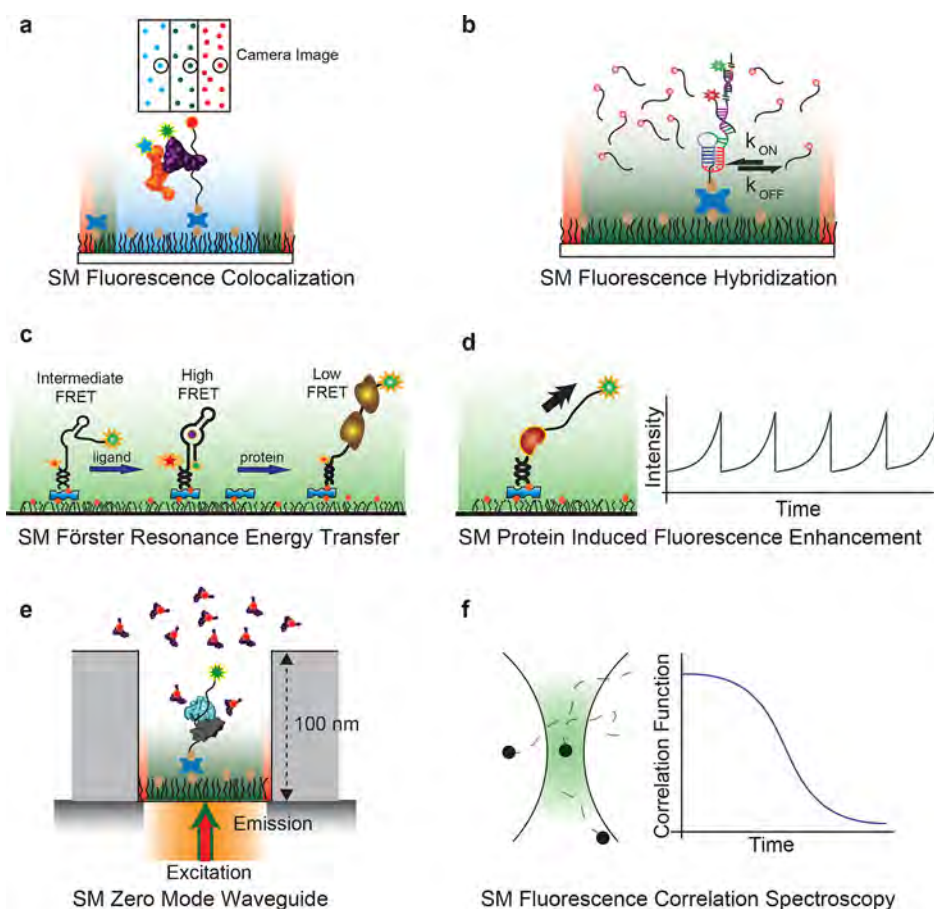 a
Camera Image
SM Fluorescence Colocalization
b
kON
kOFF
SM Fluorescence Hybridization
c
Intermediate
FRET
High
FRET
Low
FRET
ligand
protein
SM Förster Resonance Energy Transfer
d
Intensity
Time
SM Protein Induced Fluorescence Enhancement
e
100 nm
Emission
Excitation
SM Zero Mode Waveguide
f
Correlation Function
Time
SM Fluorescence Correlation Spectroscopy